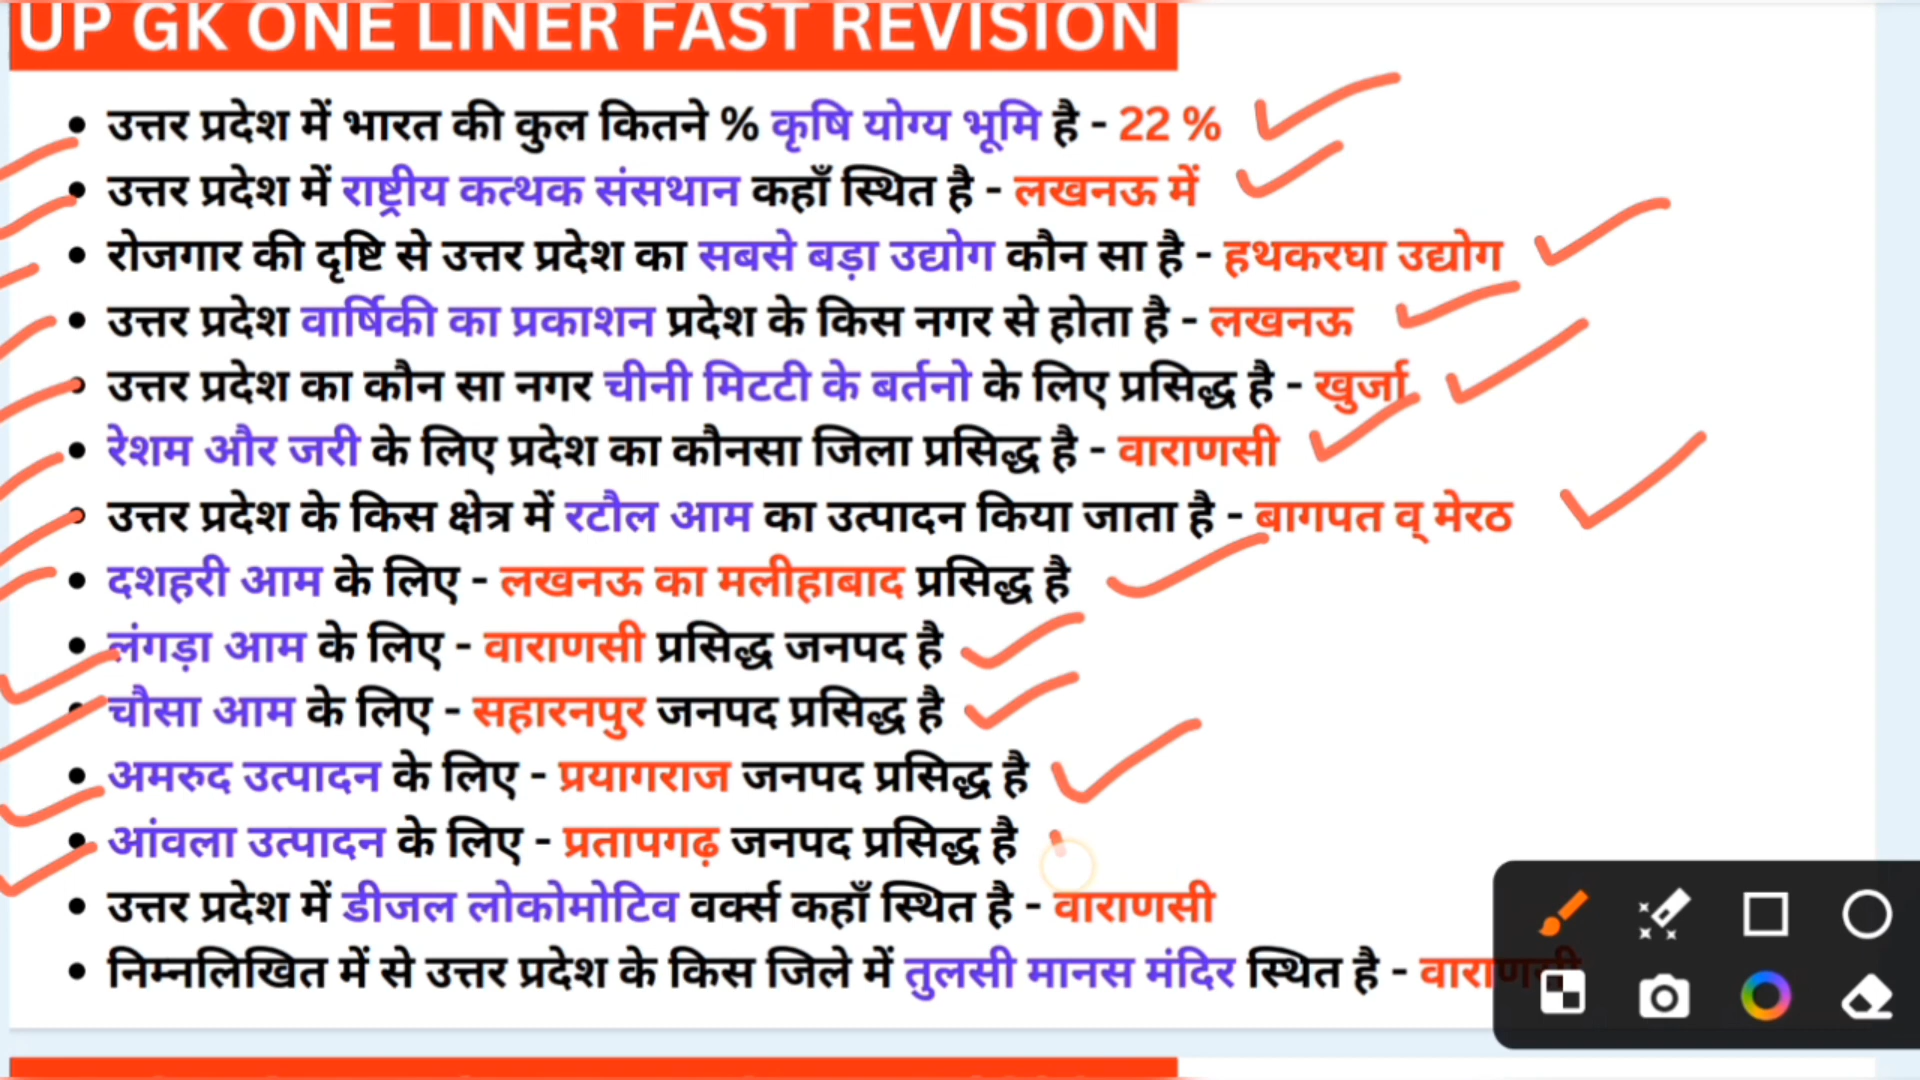 UP GK ONE LINER FAST REVISION
• उत्तर प्रदेश में भारत की कुल कितने % कृषि योग्य भूमि है - 22 %
• उत्तर प्रदेश में राष्ट्रीय कत्थक संसथान कहाँ स्थित है - लखनऊ में
• रोजगार की दृष्टि से उत्तर प्रदेश का सबसे बड़ा उद्योग कौन सा है - हथकरघा उद्योग
• उत्तर प्रदेश वार्षिकी का प्रकाशन प्रदेश के किस नगर से होता है - लखनऊ
• उत्तर प्रदेश का कौन सा नगर चीनी मिटटी के बर्तनो के लिए प्रसिद्ध है - खुर्जा
• रेशम और जरी के लिए प्रदेश का कौनसा जिला प्रसिद्ध है - वाराणसी
• उत्तर प्रदेश के किस क्षेत्र में रटौल आम का उत्पादन किया जाता है - बागपत व् मेरठ
• दशहरी आम के लिए - लखनऊ का मलीहाबाद प्रसिद्ध है
• लंगड़ा आम के लिए - वाराणसी प्रसिद्ध जनपद है
• चौसा आम के लिए - सहारनपुर जनपद प्रसिद्ध है
• अमरुद उत्पादन के लिए - प्रयागराज जनपद प्रसिद्ध है
• आंवला उत्पादन के लिए - प्रतापगढ़ जनपद प्रसिद्ध है
• उत्तर प्रदेश में डीजल लोकोमोटिव वर्क्स कहाँ स्थित है - वाराणसी
• निम्नलिखित में से उत्तर प्रदेश के किस जिले में तुलसी मानस मंदिर स्थित है - वाराणसी